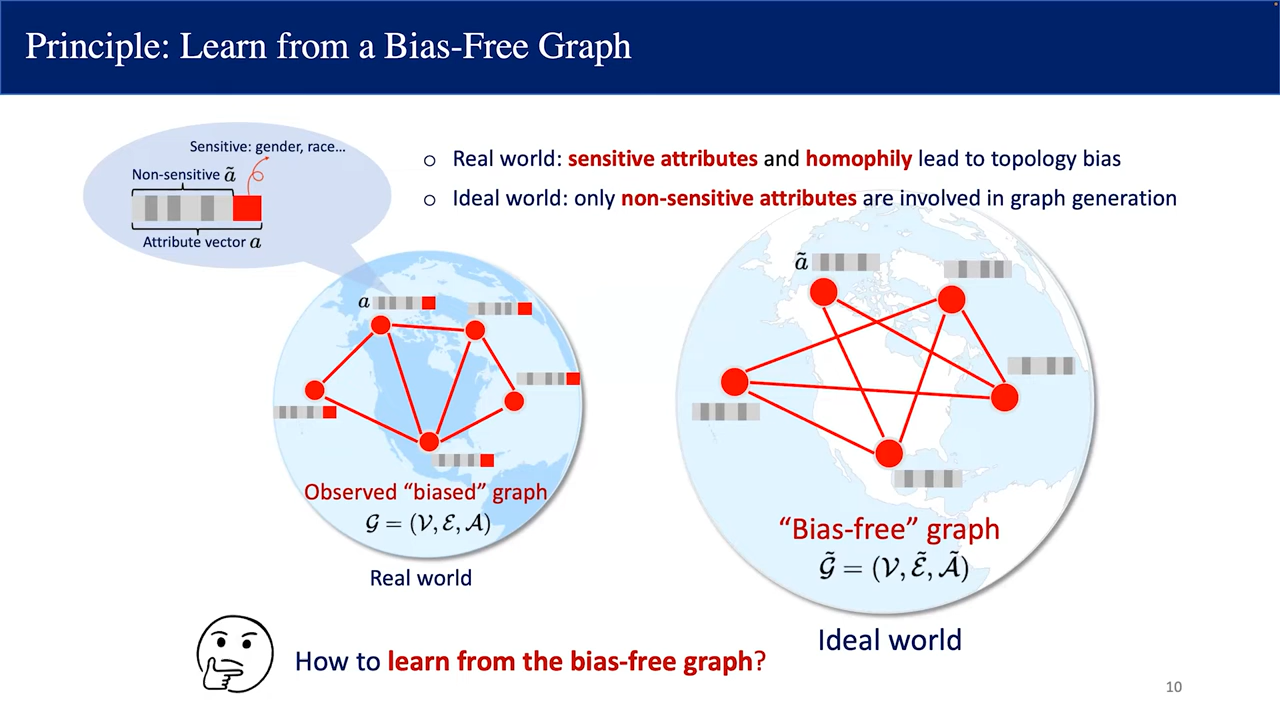 Principle: Learn from a Bias-Free Graph
Sensitive: gender, race…
Non-sensitive ã
Attribute vector a
○ Real world: sensitive attributes and homophily lead to topology bias
○ Ideal world: only non-sensitive attributes are involved in graph generation
a
Observed “biased” graph
𝒢 = (𝒱, ℰ, 𝒜)
Real world
ã
“Bias-free” graph
𝒢̃ = (𝒱, ℰ̃, 𝒜̃)
Ideal world
How to learn from the bias-free graph?
10